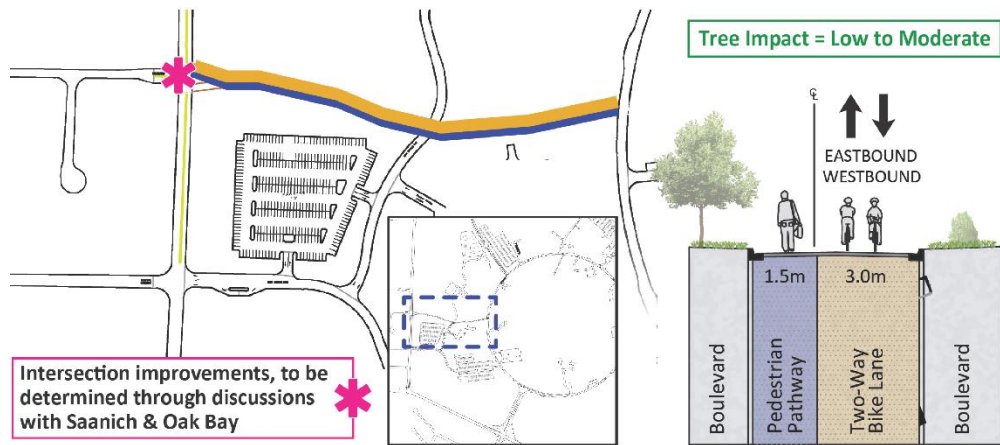 Tree Impact = Low to Moderate
℄
EASTBOUND
WESTBOUND
1.5m
3.0m
Boulevard
Pedestrian
Pathway
Two-Way
Bike Lane
Boulevard
Intersection improvements, to be
determined through discussions
with Saanich & Oak Bay